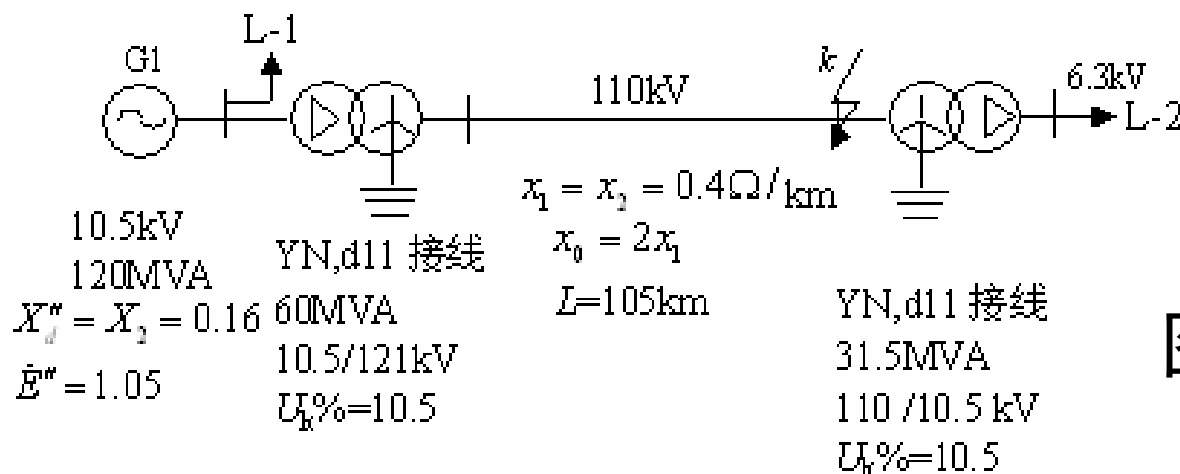 L-1
G1
k
110kV
6.3kV
L-2
x₁ = x₂ = 0.4Ω/km
x₀ = 2x₁
L=105km
10.5kV
120MVA
X″d = X₂ = 0.16
Ė″ = 1.05
YN,d11 接线
60MVA
10.5/121kV
Uk%=10.5
YN,d11 接线
31.5MVA
110 /10.5 kV
Uk%=10.5